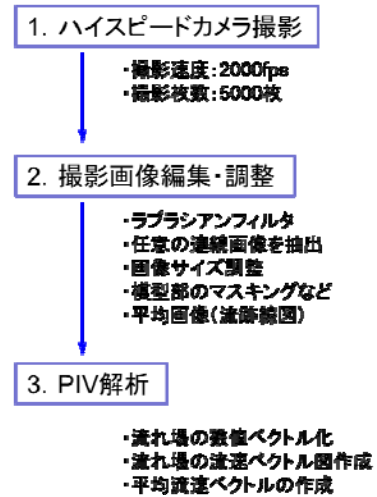 1. ハイスピードカメラ撮影
・撮影速度:2000fps
・撮影枚数:5000枚
2. 撮影画像編集・調整
・ラプラシアンフィルタ
・任意の連続画像を抽出
・画像サイズ調整
・模型部のマスキングなど
・平均画像(流跡線図)
3. PIV解析
・流れ場の数値ベクトル化
・流れ場の流速ベクトル図作成
・平均流速ベクトルの作成